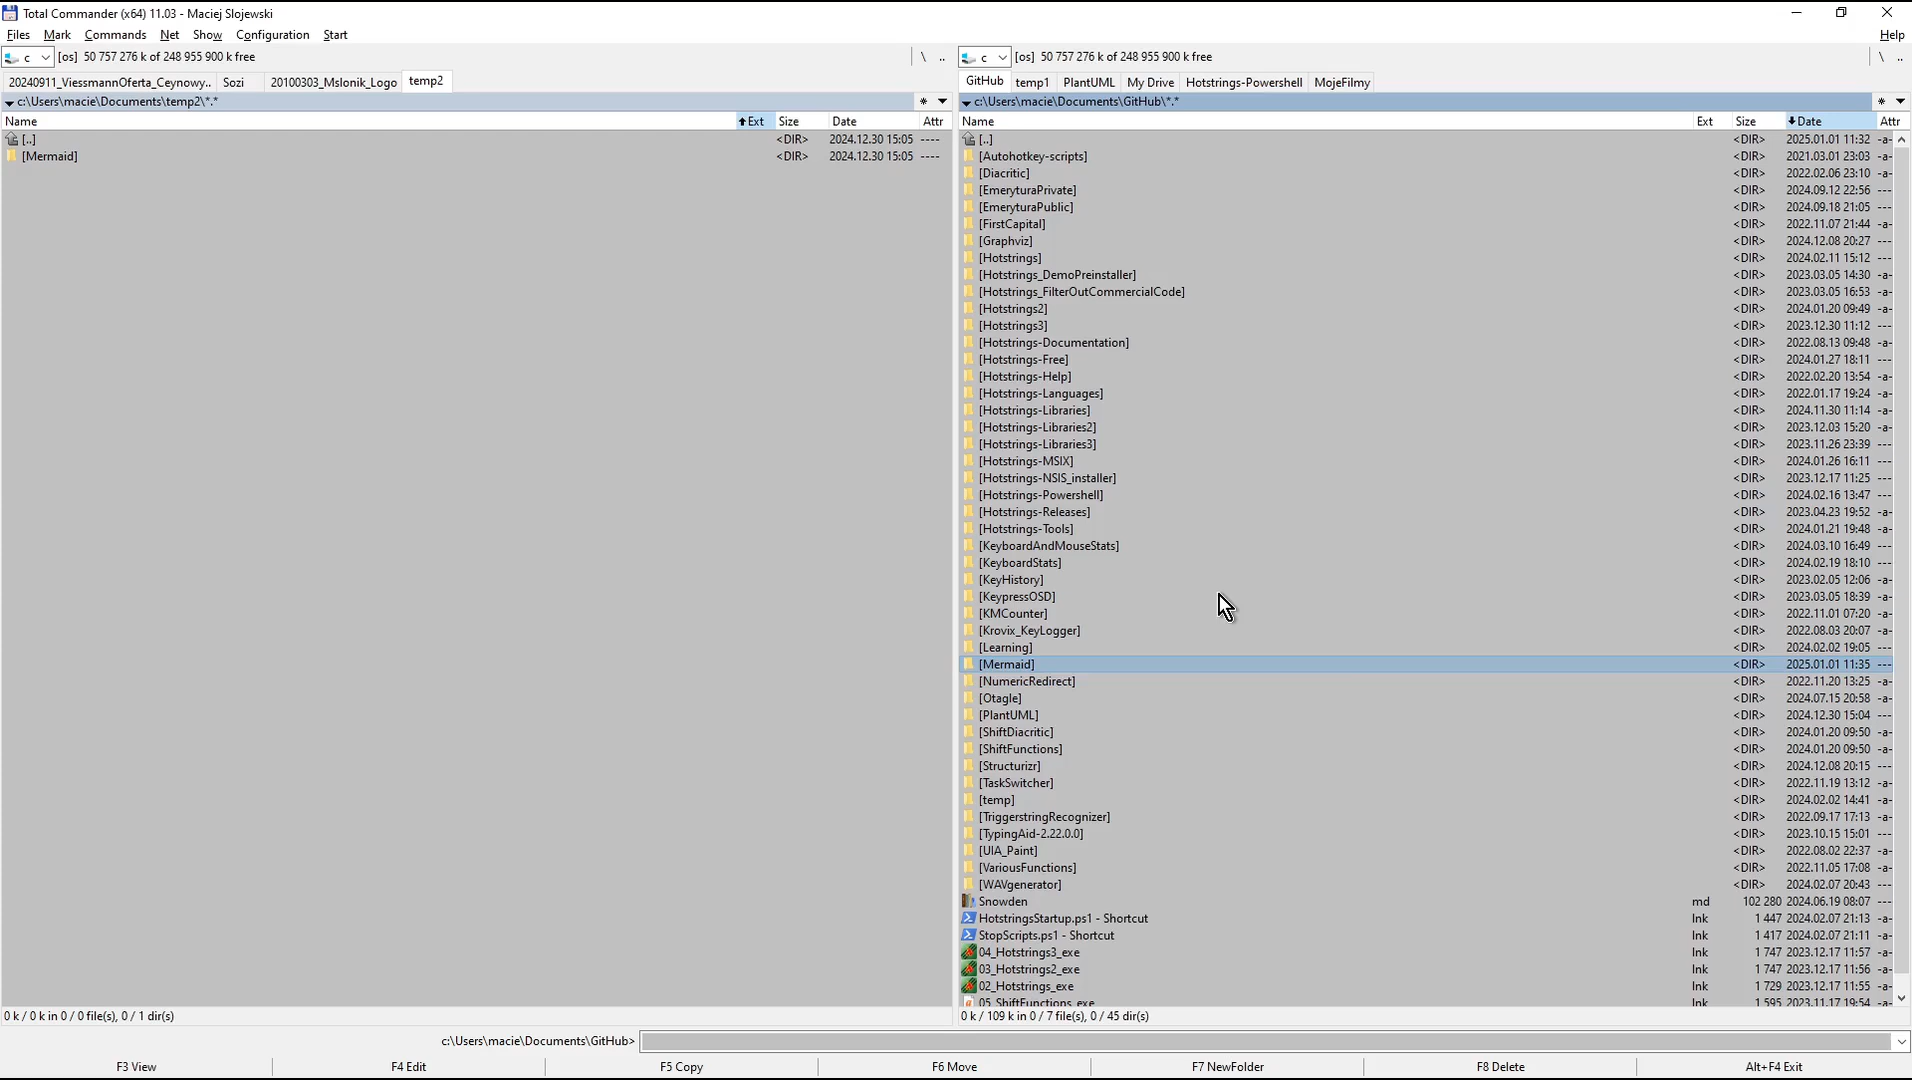 Total Commander (x64) 11.03 - Maciej Slojewski
Files Mark Commands Net Show Configuration Start Help
c [os] 50 757 276 k of 248 955 900 k free \ ..
c [os] 50 757 276 k of 248 955 900 k free \ ..
20240911_ViessmannOferta_Ceynowy.. Sozi 20100303_Mslonik_Logo temp2
GitHub temp1 PlantUML My Drive Hotstrings-Powershell MojeFilmy
c:\Users\macie\Documents\temp2\*.* *
c:\Users\macie\Documents\GitHub\*.* *
Name Ext Size Date Attr
[..] <DIR> 2024.12.30 15:05 ----
[Mermaid] <DIR> 2024.12.30 15:05 ----
Name Ext Size Date Attr
[..] <DIR> 2025.01.01 11:32 -a-
[Autohotkey-scripts] <DIR> 2021.03.01 23:03 -a-
[Diacritic] <DIR> 2022.02.06 23:10 -a-
[EmeryturaPrivate] <DIR> 2024.09.12 22:56 ---
[EmeryturaPublic] <DIR> 2024.09.18 21:05 ---
[FirstCapital] <DIR> 2022.11.07 21:44 -a-
[Graphviz] <DIR> 2024.12.08 20:27 ---
[Hotstrings] <DIR> 2024.02.11 15:12 -a-
[Hotstrings_DemoPreinstaller] <DIR> 2023.03.05 14:30 -a-
[Hotstrings_FilterOutCommercialCode] <DIR> 2023.03.05 16:53 -a-
[Hotstrings2] <DIR> 2024.01.20 09:49 -a-
[Hotstrings3] <DIR> 2023.12.30 11:12 ---
[Hotstrings-Documentation] <DIR> 2022.08.13 09:48 -a-
[Hotstrings-Free] <DIR> 2024.01.27 18:11 ---
[Hotstrings-Help] <DIR> 2022.02.20 13:54 -a-
[Hotstrings-Languages] <DIR> 2022.01.17 19:24 -a-
[Hotstrings-Libraries] <DIR> 2024.11.30 11:14 -a-
[Hotstrings-Libraries2] <DIR> 2023.12.03 15:20 -a-
[Hotstrings-Libraries3] <DIR> 2023.11.26 23:39 ---
[Hotstrings-MSIX] <DIR> 2024.01.26 16:11 ---
[Hotstrings-NSIS_installer] <DIR> 2023.12.17 11:25 -a-
[Hotstrings-Powershell] <DIR> 2024.02.16 13:47 ---
[Hotstrings-Releases] <DIR> 2023.04.23 19:52 -a-
[Hotstrings-Tools] <DIR> 2024.01.21 19:48 -a-
[KeyboardAndMouseStats] <DIR> 2024.03.10 16:49 ---
[KeyboardStats] <DIR> 2024.02.19 18:10 ---
[KeyHistory] <DIR> 2023.02.05 12:06 -a-
[KeypressOSD] <DIR> 2023.03.05 18:39 -a-
[KMCounter] <DIR> 2022.11.01 07:20 -a-
[Krovix_KeyLogger] <DIR> 2022.08.03 20:07 -a-
[Learning] <DIR> 2024.02.02 19:05 -a-
[Mermaid] <DIR> 2025.01.01 11:35 ---
[NumericRedirect] <DIR> 2022.11.20 13:25 -a-
[Otagle] <DIR> 2024.07.15 20:58 -a-
[PlantUML] <DIR> 2024.12.30 15:04 ---
[ShiftDiacritic] <DIR> 2024.01.20 09:50 -a-
[ShiftFunctions] <DIR> 2024.01.20 09:50 -a-
[Structurizr] <DIR> 2024.12.08 20:15 ---
[TaskSwitcher] <DIR> 2022.11.19 13:12 -a-
[temp] <DIR> 2024.02.02 14:41 -a-
[TriggerstringRecognizer] <DIR> 2022.09.17 17:13 -a-
[TypingAid-2.22.0.0] <DIR> 2023.10.15 15:01 ---
[UIA_Paint] <DIR> 2022.08.02 22:37 -a-
[VariousFunctions] <DIR> 2022.11.05 17:08 -a-
[WAVgenerator] <DIR> 2024.02.07 20:43 ---
Snowden md 102 280 2024.06.19 08:07 ---
HotstringsStartup.ps1 - Shortcut lnk 1 447 2024.02.07 21:13 -a-
StopScripts.ps1 - Shortcut lnk 1 417 2024.02.07 21:11 -a-
04_Hotstrings3_exe lnk 1 747 2023.12.17 11:57 -a-
03_Hotstrings2_exe lnk 1 747 2023.12.17 11:56 -a-
02_Hotstrings_exe lnk 1 729 2023.12.17 11:55 -a-
05_ShiftFunctions_exe lnk 1 595 2023.11.17 19:54 -a-
0 k / 0 k in 0 / 0 file(s), 0 / 1 dir(s)
0 k / 109 k in 0 / 7 file(s), 0 / 45 dir(s)
c:\Users\macie\Documents\GitHub>
F3 View F4 Edit F5 Copy F6 Move F7 NewFolder F8 Delete Alt+F4 Exit